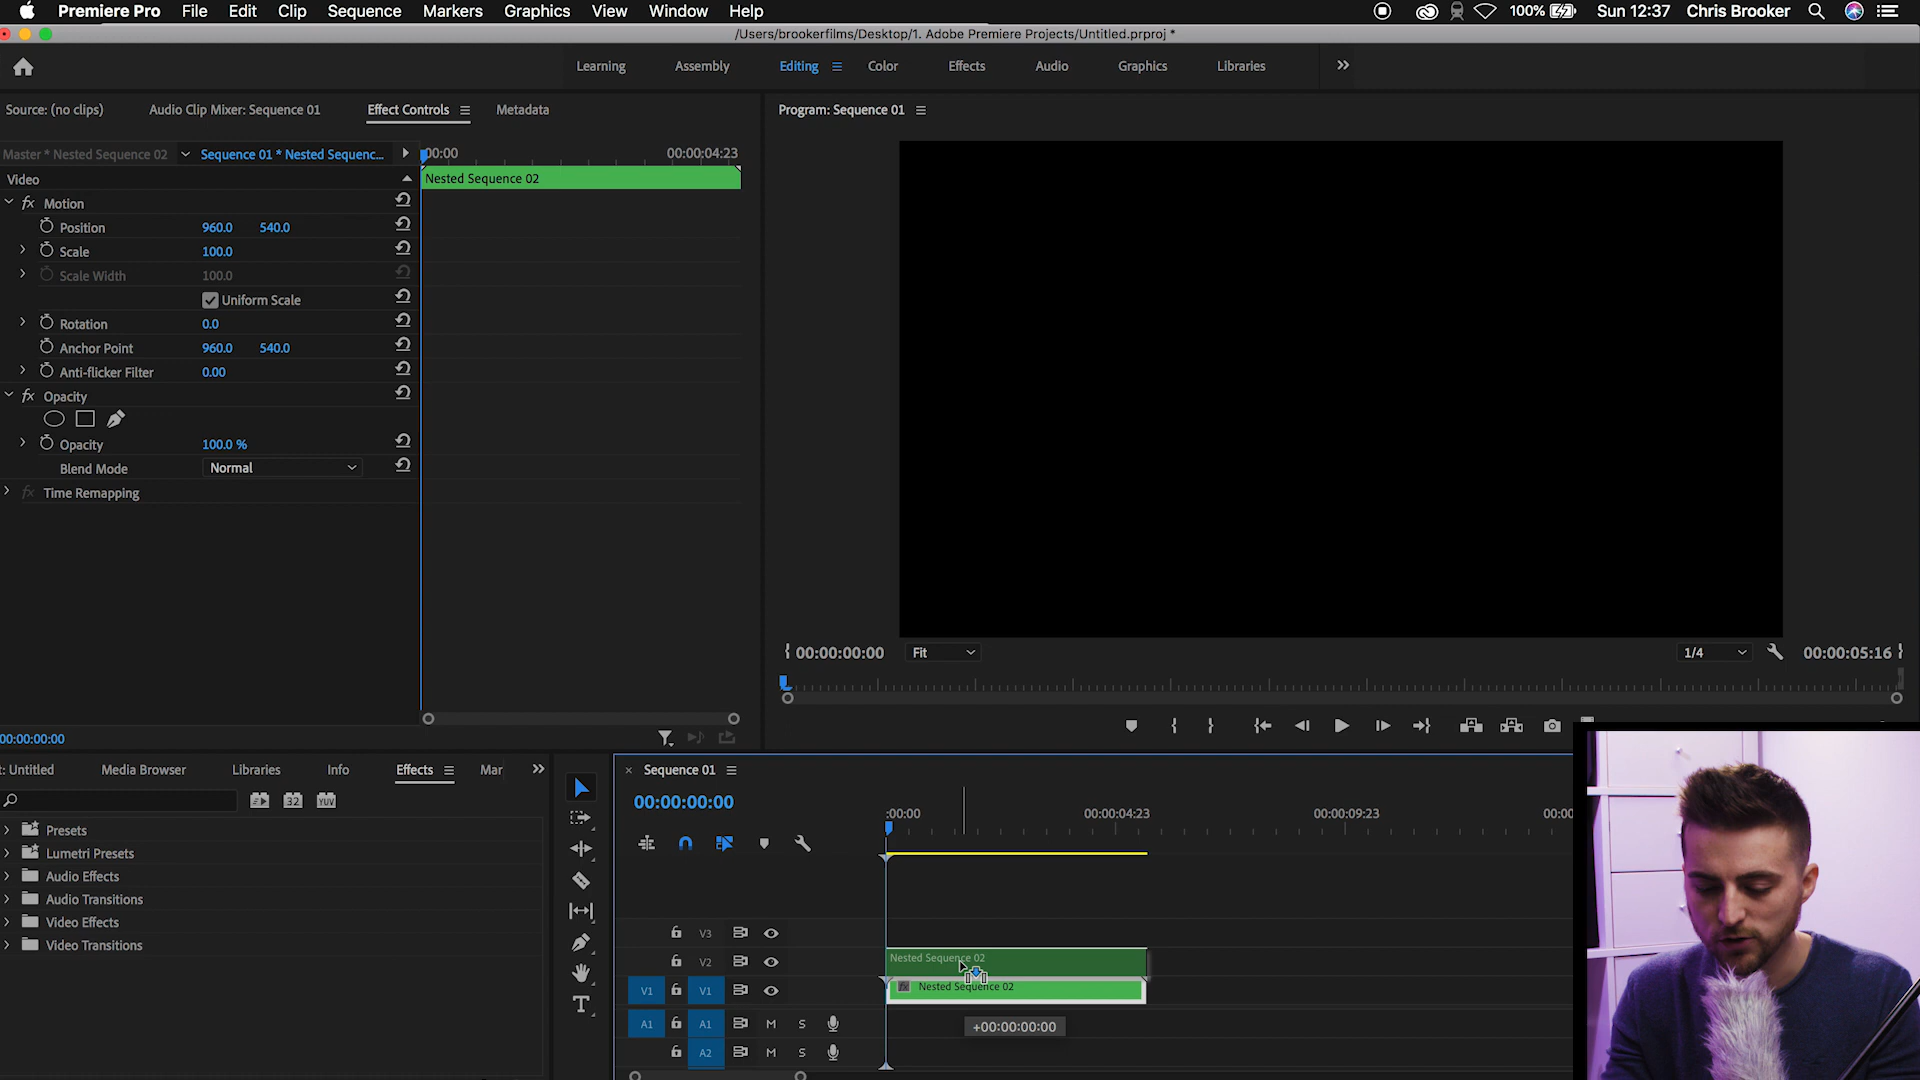 Premiere Pro File Edit Clip Sequence Markers Graphics View Window Help 100% Sun 12:37 Chris Brooker
/Users/brookerfilms/Desktop/1. Adobe Premiere Projects/Untitled.prproj *
Learning Assembly Editing Color Effects Audio Graphics Libraries
Source: (no clips) Audio Clip Mixer: Sequence 01 Effect Controls Metadata
Program: Sequence 01
Master * Nested Sequence 02 Sequence 01 * Nested Sequenc... :00:00 00:00:04:23
Video Nested Sequence 02
fx Motion
Position 960.0 540.0
Scale 100.0
Scale Width 100.0
Uniform Scale
Rotation 0.0
Anchor Point 960.0 540.0
Anti-flicker Filter 0.00
fx Opacity
Opacity 100.0 %
Blend Mode Normal
fx Time Remapping
00:00:00:00 Fit 1/4 00:00:05:16
00:00:00:00
: Untitled Media Browser Libraries Info Effects Mar
32 YUV
Presets
Lumetri Presets
Audio Effects
Audio Transitions
Video Effects
Video Transitions
× Sequence 01
00:00:00:00 :00:00 00:00:04:23 00:00:09:23 00:00
V3
V2 Nested Sequence 02
V1 V1 fx Nested Sequence 02
A1 A1 M S +00:00:00:00
A2 M S